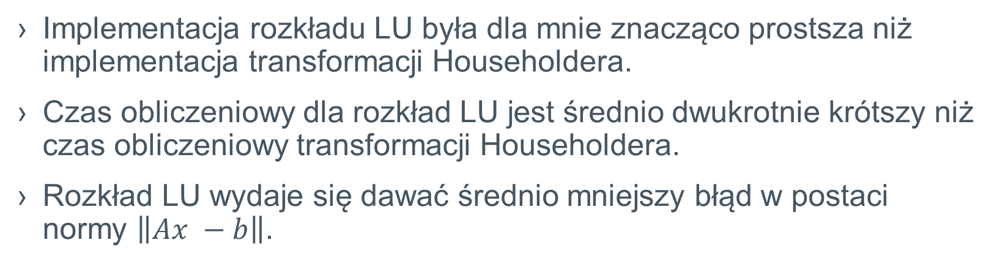 › Implementacja rozkładu LU była dla mnie znacząco prostsza niż
implementacja transformacji Householdera.
› Czas obliczeniowy dla rozkład LU jest średnio dwukrotnie krótszy niż
czas obliczeniowy transformacji Householdera.
› Rozkład LU wydaje się dawać średnio mniejszy błąd w postaci
normy ‖Ax − b‖.